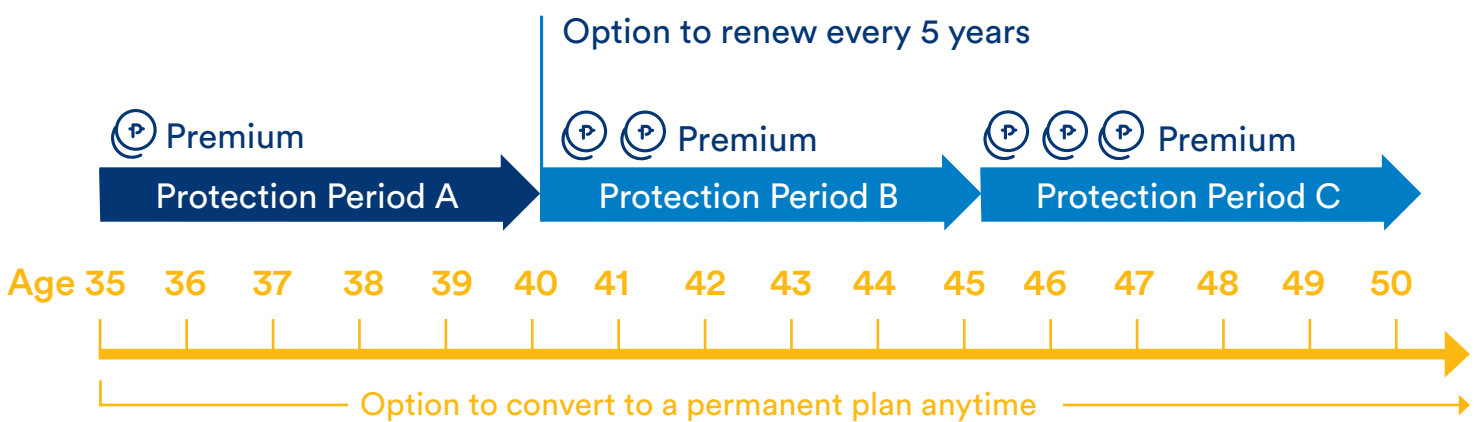 Option to renew every 5 years
Premium
Premium
Premium
Protection Period A
Protection Period B
Protection Period C
Age 35 36 37 38 39 40 41 42 43 44 45 46 47 48 49 50
Option to convert to a permanent plan anytime